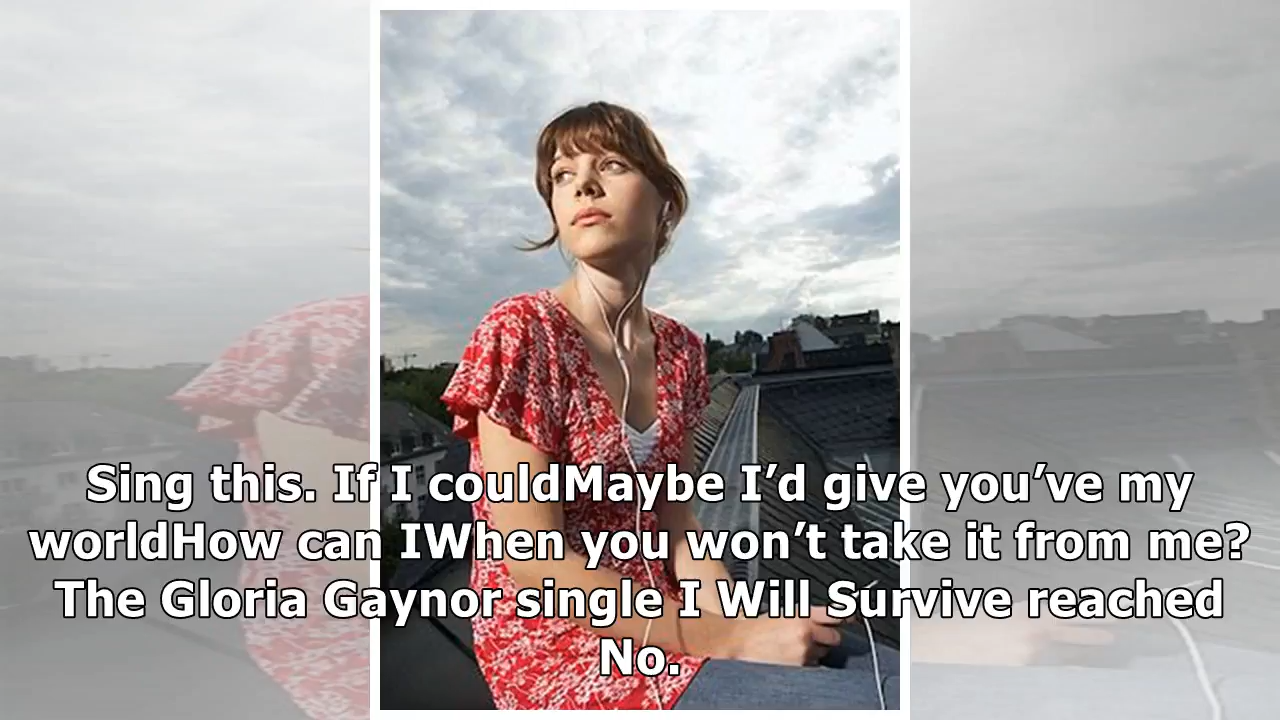 Sing this. If I couldMaybe I’d give you’ve my
worldHow can IWhen you won’t take it from me?
The Gloria Gaynor single I Will Survive reached
No.